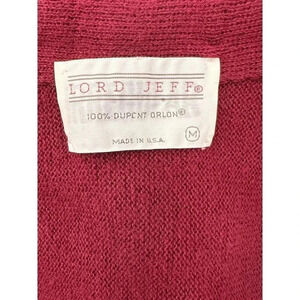 LORD JEFF®
100% DUPONT ORLON®
MADE IN U.S.A.
M